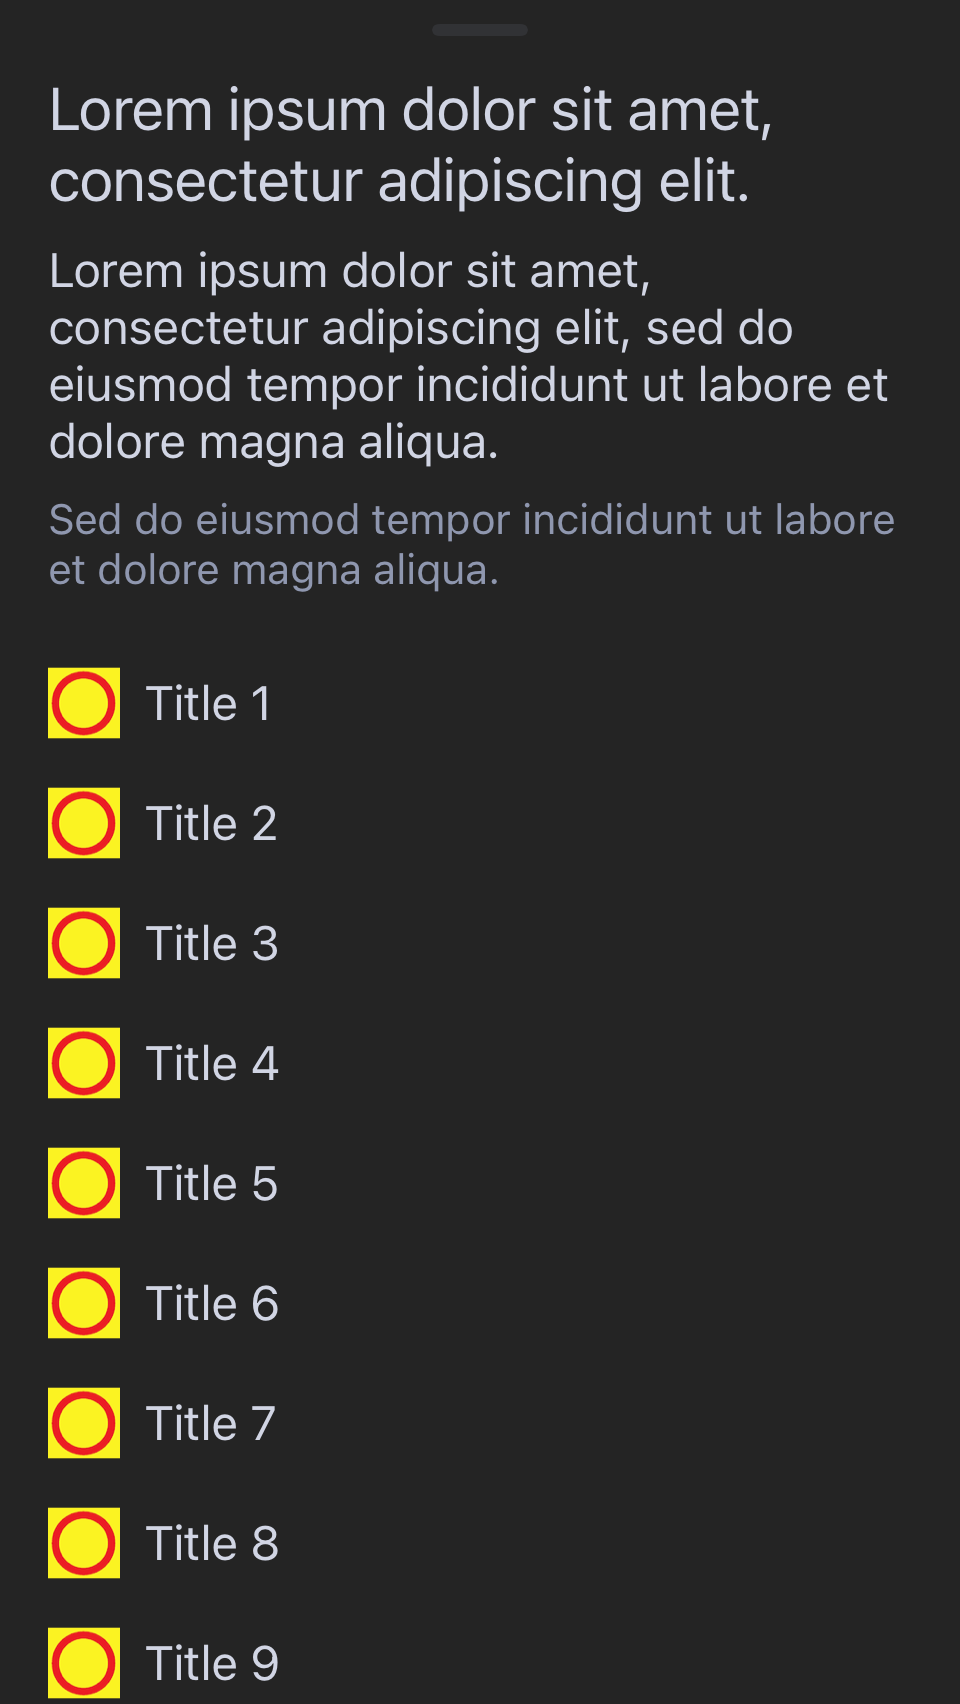 Lorem ipsum dolor sit amet,
consectetur adipiscing elit.
Lorem ipsum dolor sit amet,
consectetur adipiscing elit, sed do
eiusmod tempor incididunt ut labore et
dolore magna aliqua.
Sed do eiusmod tempor incididunt ut labore
et dolore magna aliqua.
Title 1
Title 2
Title 3
Title 4
Title 5
Title 6
Title 7
Title 8
Title 9